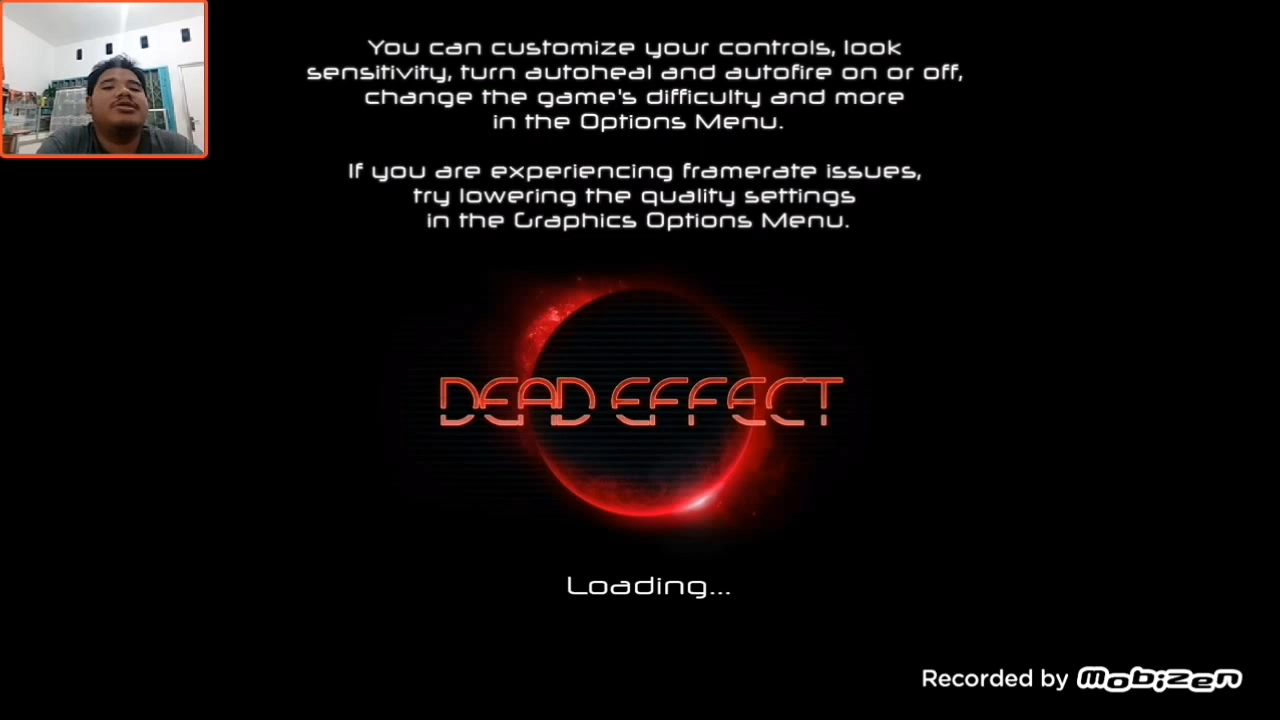 You can customize your controls, look
sensitivity, turn autoheal and autofire on or off,
change the game's difficulty and more
in the Options Menu.
If you are experiencing framerate issues,
try lowering the quality settings
in the Graphics Options Menu.
DEAD EFFECT
Loading...
Recorded by mobizen